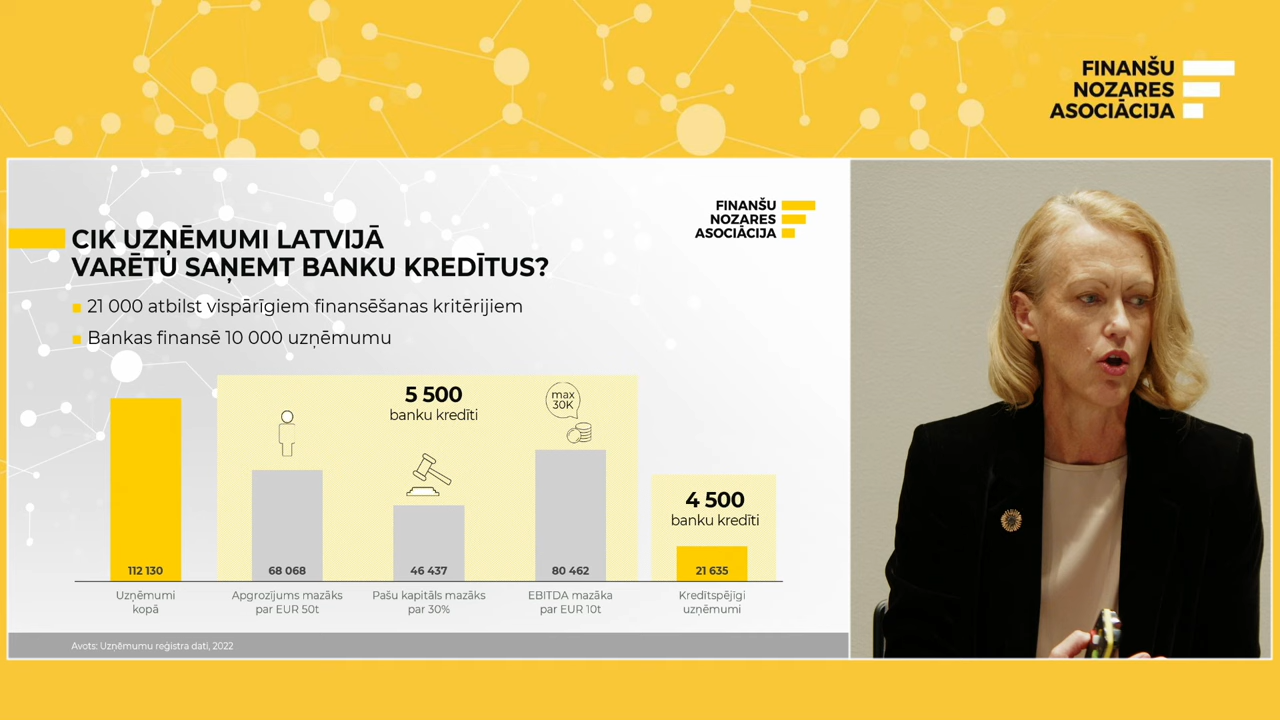 FINANŠU
NOZARES
ASOCIĀCIJA
FINANŠU
NOZARES
ASOCIĀCIJA
CIK UZŅĒMUMI LATVIJĀ
VARĒTU SAŅEMT BANKU KREDĪTUS?
21 000 atbilst vispārīgiem finansēšanas kritērijiem
Bankas finansē 10 000 uzņēmumu
5 500
banku kredīti
max
30K
4 500
banku kredīti
112 130
68 068
46 437
80 462
21 635
Uzņēmumi
kopā
Apgrozījums mazāks
par EUR 50t
Pašu kapitāls mazāks
par 30%
EBITDA mazāka
par EUR 10t
Kredītspējīgi
uzņēmumi
Avots: Uzņēmumu reģistra dati, 2022